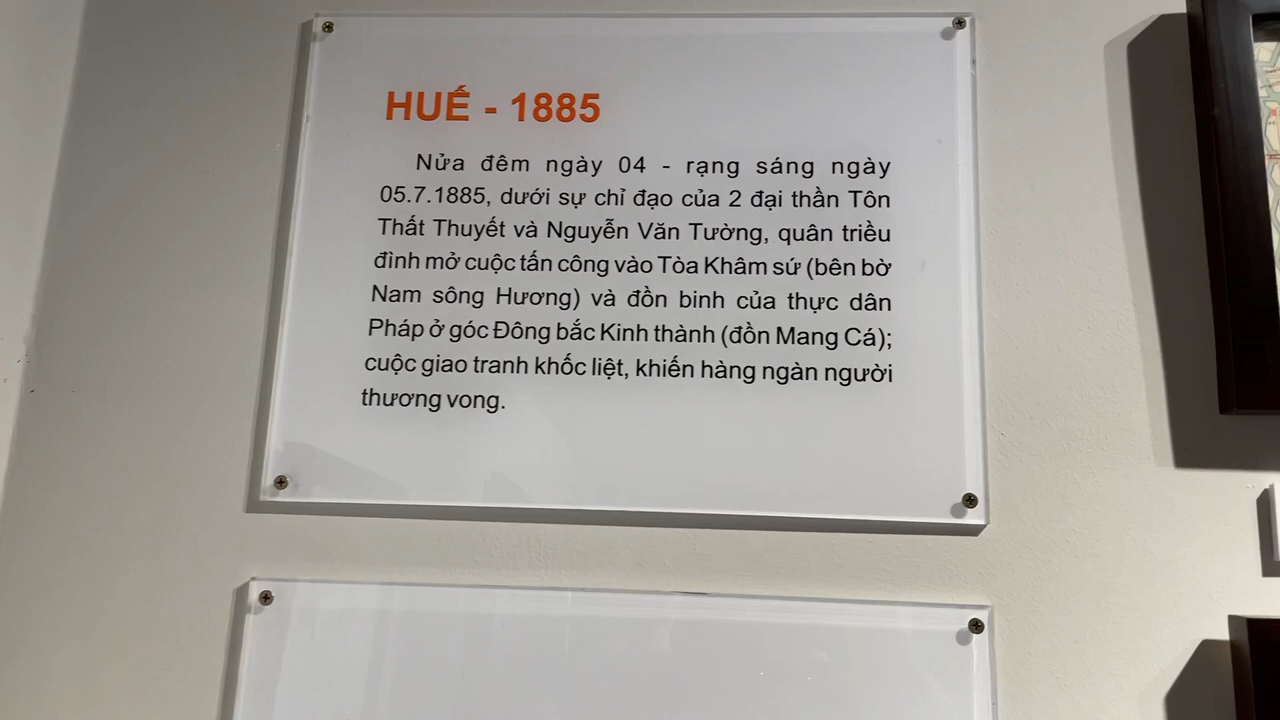 HUẾ - 1885
Nửa đêm ngày 04 - rạng sáng ngày
05.7.1885, dưới sự chỉ đạo của 2 đại thần Tôn
Thất Thuyết và Nguyễn Văn Tường, quân triều
đình mở cuộc tấn công vào Tòa Khâm sứ (bên bờ
Nam sông Hương) và đồn binh của thực dân
Pháp ở góc Đông bắc Kinh thành (đồn Mang Cá);
cuộc giao tranh khốc liệt, khiến hàng ngàn người
thương vong.